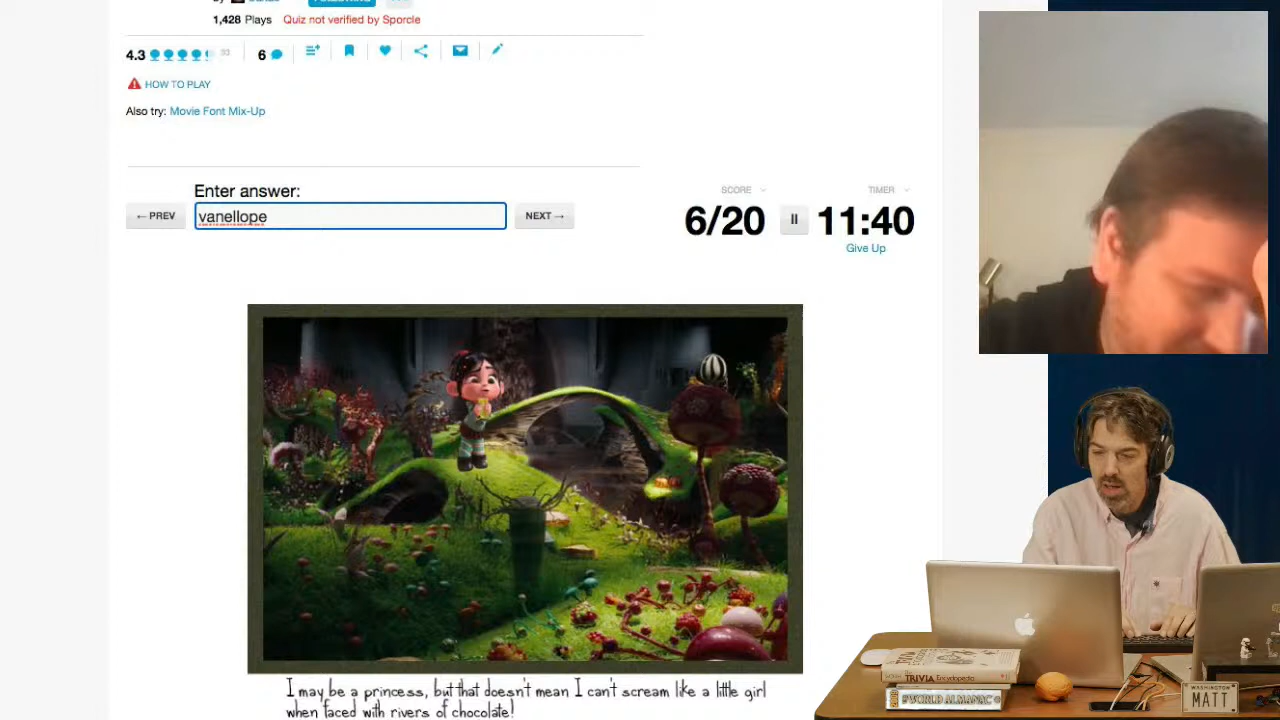 1,428 Plays Quiz not verified by Sporcle
4.3 33 6
HOW TO PLAY
Also try: Movie Font Mix-Up
Enter answer:
← PREV vanellope NEXT →
SCORE TIMER
6/20 11:40
Give Up
I may be a princess, but that doesn't mean I can't scream like a little girl
when faced with rivers of chocolate!
TRIVIA Encyclopedia
WORLD ALMANAC
WASHINGTON
MATT